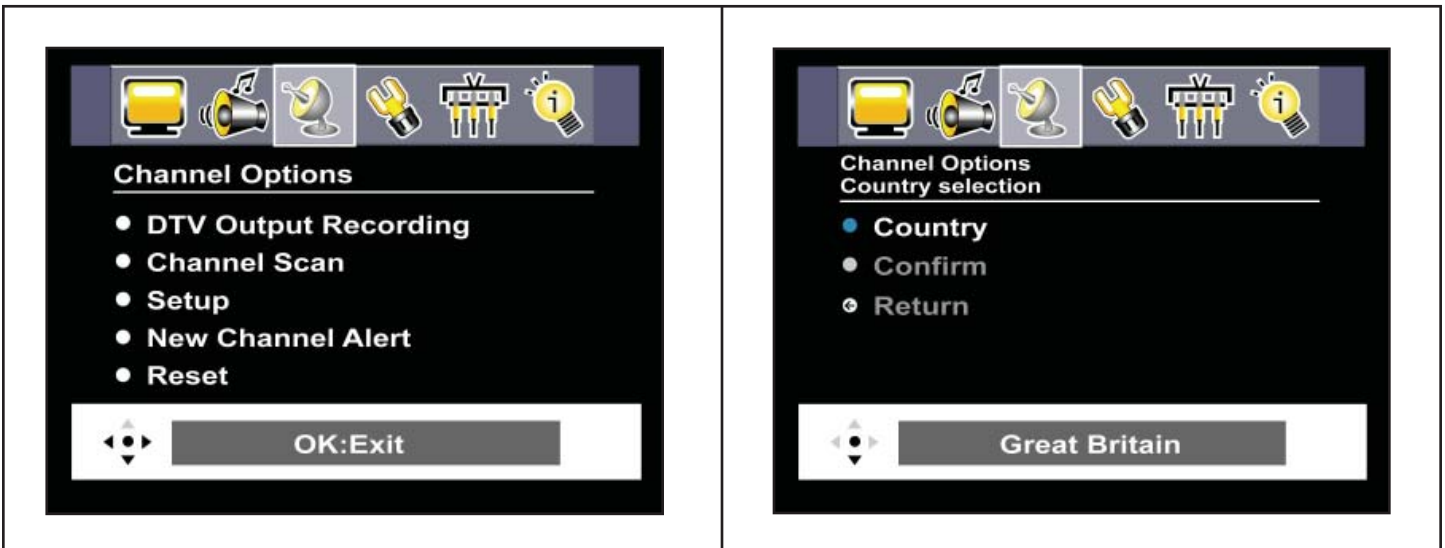 Channel Options
DTV Output Recording
Channel Scan
Setup
New Channel Alert
Reset
OK:Exit
Channel Options
Country selection
Country
Confirm
Return
Great Britain